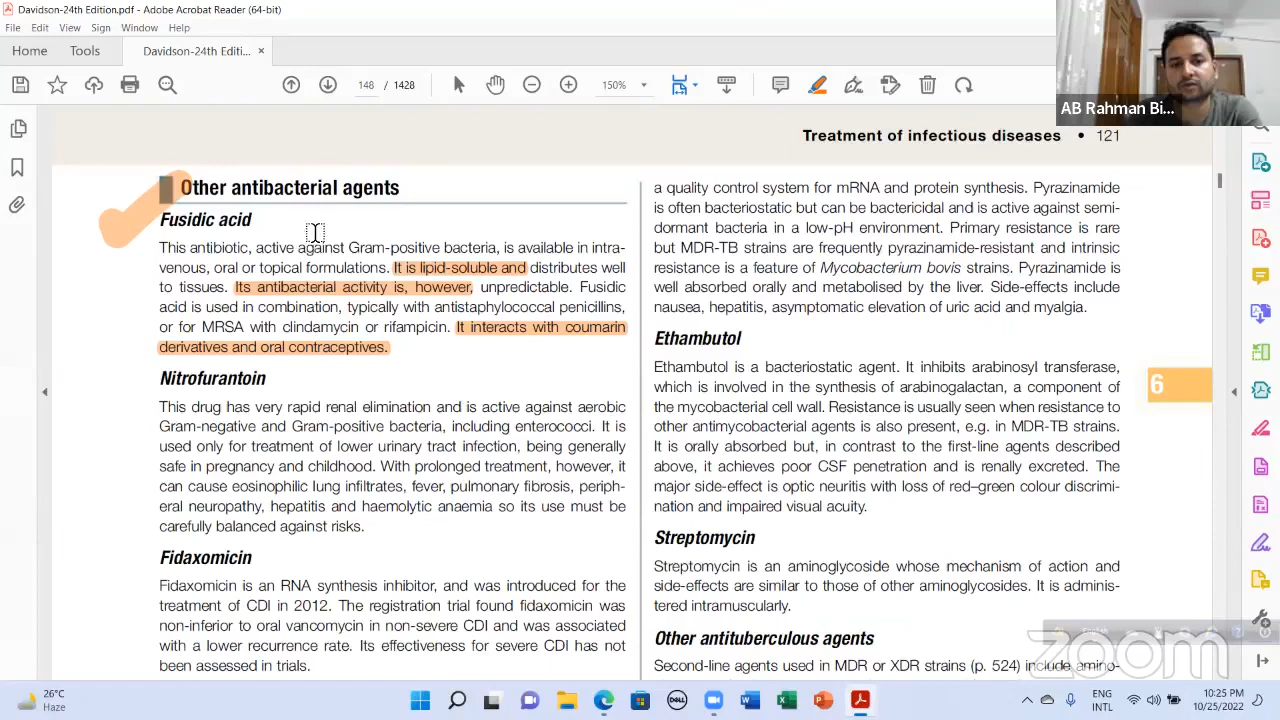 Davidson-24th Edition.pdf - Adobe Acrobat Reader (64-bit)
File Edit View Sign Window Help
Home Tools Davidson-24th Editi... ×
148 / 1428 150%
AB Rahman Bi...
Treatment of infectious diseases • 121
Other antibacterial agents
Fusidic acid
This antibiotic, active against Gram-positive bacteria, is available in intra-
venous, oral or topical formulations. It is lipid-soluble and distributes well
to tissues. Its antibacterial activity is, however, unpredictable. Fusidic
acid is used in combination, typically with antistaphylococcal penicillins,
or for MRSA with clindamycin or rifampicin. It interacts with coumarin
derivatives and oral contraceptives.
Nitrofurantoin
This drug has very rapid renal elimination and is active against aerobic
Gram-negative and Gram-positive bacteria, including enterococci. It is
used only for treatment of lower urinary tract infection, being generally
safe in pregnancy and childhood. With prolonged treatment, however, it
can cause eosinophilic lung infiltrates, fever, pulmonary fibrosis, periph-
eral neuropathy, hepatitis and haemolytic anaemia so its use must be
carefully balanced against risks.
Fidaxomicin
Fidaxomicin is an RNA synthesis inhibitor, and was introduced for the
treatment of CDI in 2012. The registration trial found fidaxomicin was
non-inferior to oral vancomycin in non-severe CDI and was associated
with a lower recurrence rate. Its effectiveness for severe CDI has not
been assessed in trials.
a quality control system for mRNA and protein synthesis. Pyrazinamide
is often bacteriostatic but can be bactericidal and is active against semi-
dormant bacteria in a low-pH environment. Primary resistance is rare
but MDR-TB strains are frequently pyrazinamide-resistant and intrinsic
resistance is a feature of Mycobacterium bovis strains. Pyrazinamide is
well absorbed orally and metabolised by the liver. Side-effects include
nausea, hepatitis, asymptomatic elevation of uric acid and myalgia.
Ethambutol
Ethambutol is a bacteriostatic agent. It inhibits arabinosyl transferase,
which is involved in the synthesis of arabinogalactan, a component of
the mycobacterial cell wall. Resistance is usually seen when resistance to
other antimycobacterial agents is also present, e.g. in MDR-TB strains.
It is orally absorbed but, in contrast to the first-line agents described
above, it achieves poor CSF penetration and is renally excreted. The
major side-effect is optic neuritis with loss of red–green colour discrimi-
nation and impaired visual acuity.
Streptomycin
Streptomycin is an aminoglycoside whose mechanism of action and
side-effects are similar to those of other aminoglycosides. It is adminis-
tered intramuscularly.
Other antituberculous agents
Second-line agents used in MDR or XDR strains (p. 524) include amino-
6
English
zoom
26°C
Haze
DELL
ENG
INTL
10:25 PM
10/25/2022